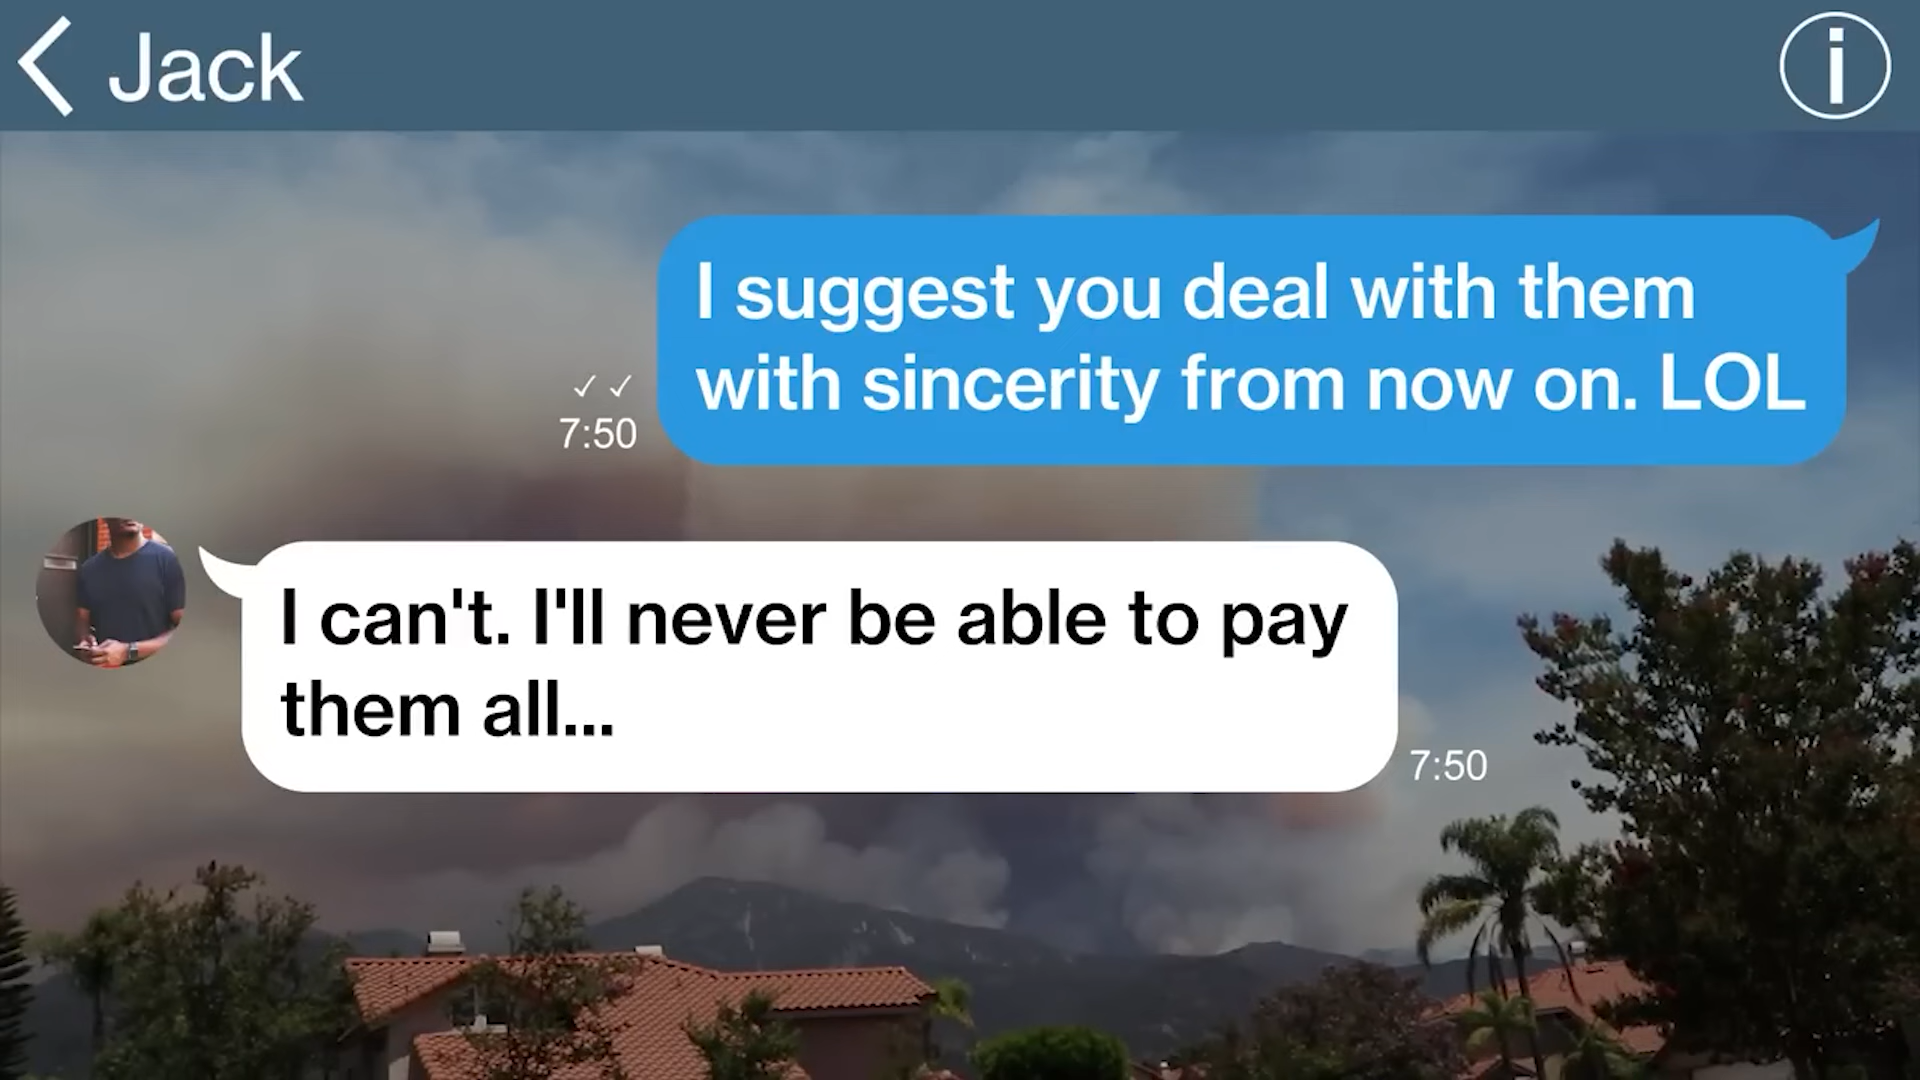 Jack
I suggest you deal with them
with sincerity from now on. LOL
✓✓
7:50
I can't. I'll never be able to pay
them all...
7:50